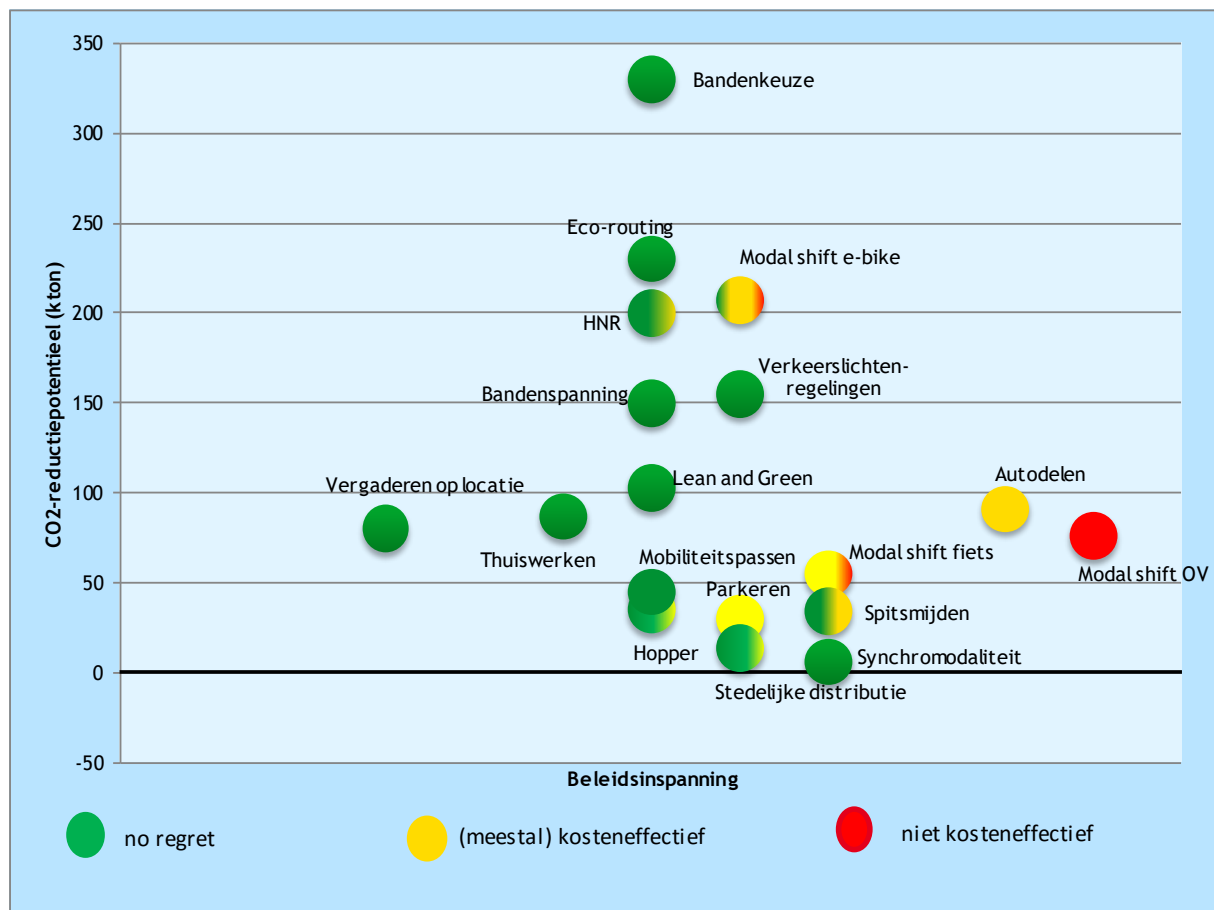 350
300
250
200
150
100
50
0
-50
CO2-reductiepotentieel (kton)
Bandenkeuze
Eco-routing
Modal shift e-bike
HNR
Verkeerslichten-
regelingen
Bandenspanning
Lean and Green
Autodelen
Vergaderen op locatie
Thuiswerken
Mobiliteitspassen
Modal shift fiets
Modal shift OV
Parkeren
Spitsmijden
Hopper
Synchromodaliteit
Stedelijke distributie
Beleidsinspanning
no regret
(meestal) kosteneffectief
niet kosteneffectief